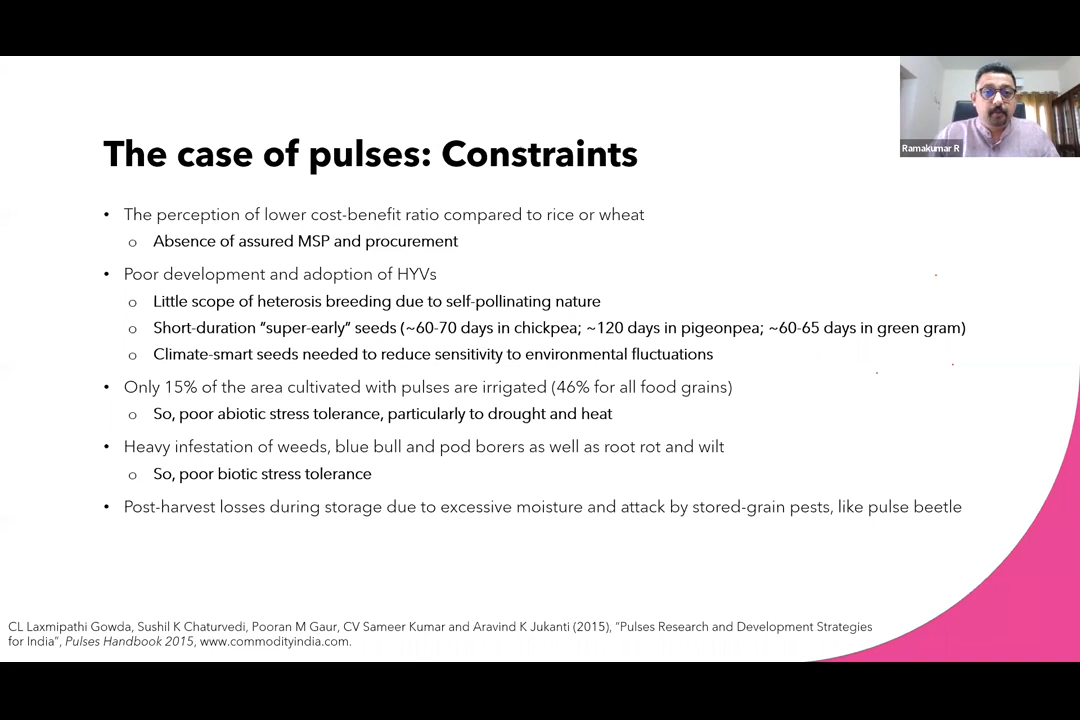 The case of pulses: Constraints
Ramakumar R
• The perception of lower cost-benefit ratio compared to rice or wheat
o Absence of assured MSP and procurement
• Poor development and adoption of HYVs
o Little scope of heterosis breeding due to self-pollinating nature
o Short-duration “super-early” seeds (~60-70 days in chickpea; ~120 days in pigeonpea; ~60-65 days in green gram)
o Climate-smart seeds needed to reduce sensitivity to environmental fluctuations
• Only 15% of the area cultivated with pulses are irrigated (46% for all food grains)
o So, poor abiotic stress tolerance, particularly to drought and heat
• Heavy infestation of weeds, blue bull and pod borers as well as root rot and wilt
o So, poor biotic stress tolerance
• Post-harvest losses during storage due to excessive moisture and attack by stored-grain pests, like pulse beetle
CL Laxmipathi Gowda, Sushil K Chaturvedi, Pooran M Gaur, CV Sameer Kumar and Aravind K Jukanti (2015), “Pulses Research and Development Strategies
for India”, Pulses Handbook 2015, www.commodityindia.com.